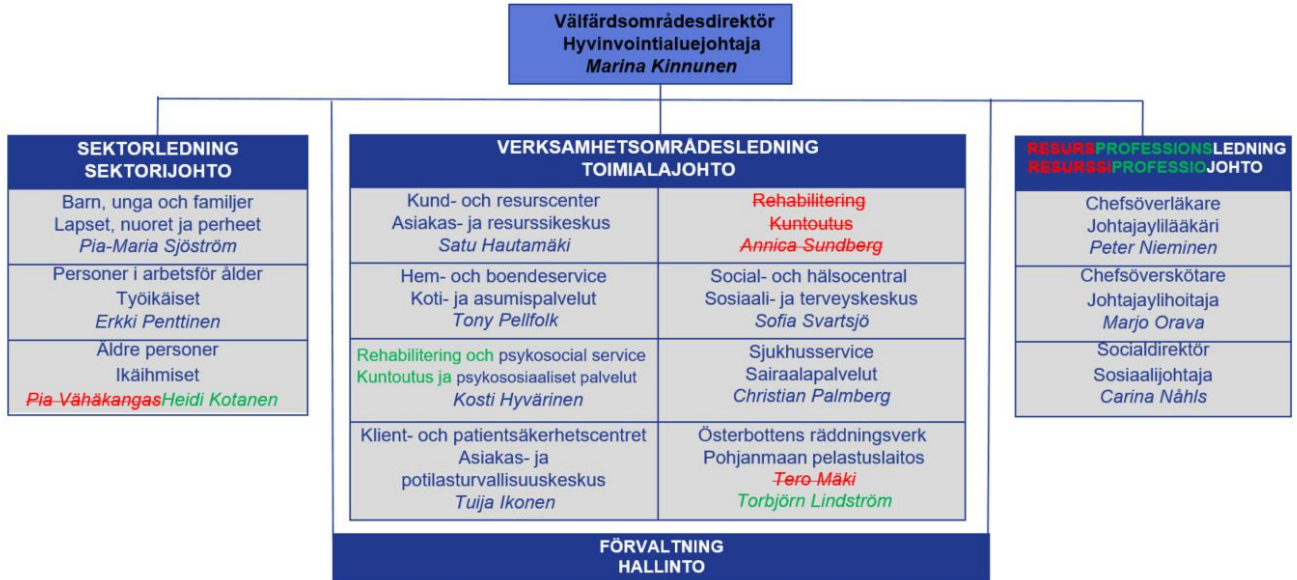 Välfärdsområdesdirektör
Hyvinvointialuejohtaja
Marina Kinnunen
SEKTORLEDNING
SEKTORIJOHTO
Barn, unga och familjer
Lapset, nuoret ja perheet
Pia-Maria Sjöström
Personer i arbetsför ålder
Työikäiset
Erkki Penttinen
Äldre personer
Ikäihmiset
Pia VähäkangasHeidi Kotanen
VERKSAMHETSOMRÅDESLEDNING
TOIMIALAJOHTO
Kund- och resurscenter
Asiakas- ja resurssikeskus
Satu Hautamäki
Rehabilitering
Kuntoutus
Annica Sundberg
Hem- och boendeservice
Koti- ja asumispalvelut
Tony Pellfolk
Social- och hälsocentral
Sosiaali- ja terveyskeskus
Sofia Svartsjö
Rehabilitering och psykosocial service
Kuntoutus ja psykososiaaliset palvelut
Kosti Hyvärinen
Sjukhusservice
Sairaalapalvelut
Christian Palmberg
Klient- och patientsäkerhetscentret
Asiakas- ja
potilasturvallisuuskeskus
Tuija Ikonen
Österbottens räddningsverk
Pohjanmaan pelastuslaitos
Tero Mäki
Torbjörn Lindström
RESURSPROFESSIONSLEDNING
RESURSSIPROFESSIOJOHTO
Chefsöverläkare
Johtajaylilääkäri
Peter Nieminen
Chefsöverskötare
Johtajaylihoitaja
Marjo Orava
Socialdirektör
Sosiaalijohtaja
Carina Nåhls
FÖRVALTNING
HALLINTO